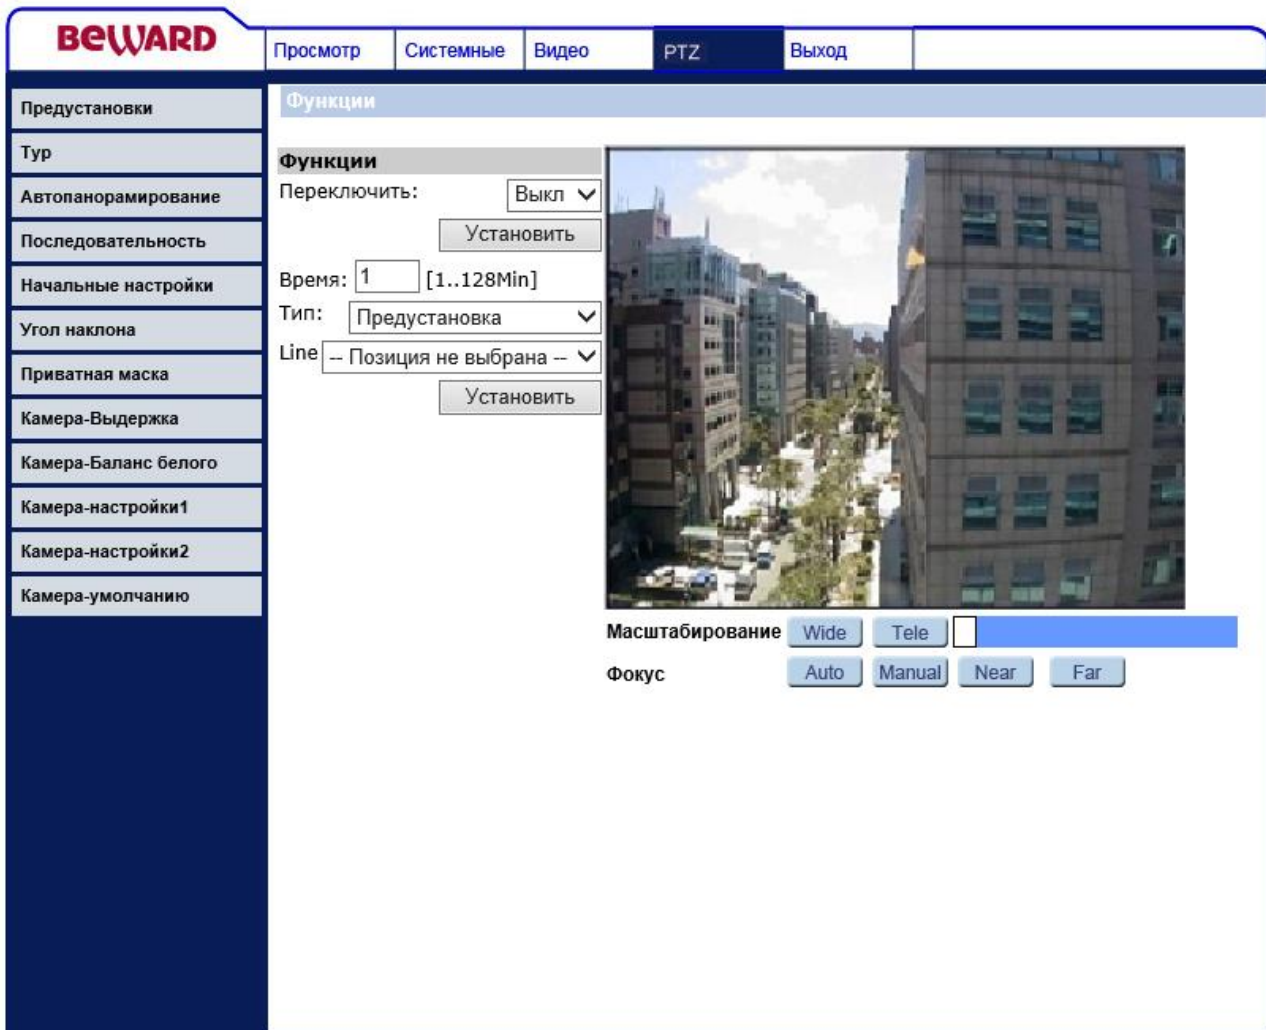 BEWARD
Просмотр Системные Видео PTZ Выход
Предустановки
Тур
Автопанорамирование
Последовательность
Начальные настройки
Угол наклона
Приватная маска
Камера-Выдержка
Камера-Баланс белого
Камера-настройки1
Камера-настройки2
Камера-умолчанию
Функции
Функции
Переключить: Выкл
Установить
Время: 1 [1..128Min]
Тип: Предустановка
Line -- Позиция не выбрана --
Установить
Масштабирование Wide Tele
Фокус Auto Manual Near Far